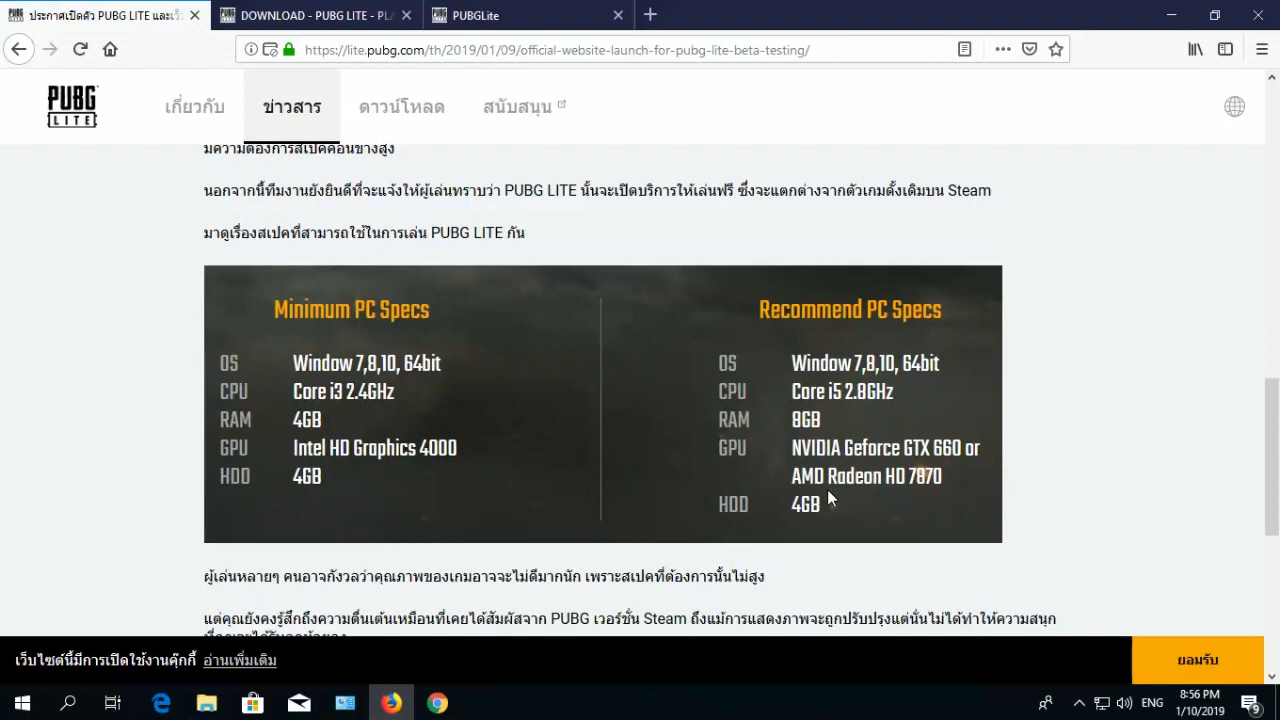 ประกาศเปิดตัว PUBG LITE และเว็บ
DOWNLOAD - PUBG LITE - PLA
PUBGLite
https://lite.pubg.com/th/2019/01/09/official-website-launch-for-pubg-lite-beta-testing/
PUBG
LITE
เกี่ยวกับ
ข่าวสาร
ดาวน์โหลด
สนับสนุน
มีความต้องการสเปคค่อนข้างสูง
นอกจากนี้ทีมงานยังยินดีที่จะแจ้งให้ผู้เล่นทราบว่า PUBG LITE นั้นจะเปิดบริการให้เล่นฟรี ซึ่งจะแตกต่างจากตัวเกมดั้งเดิมบน Steam
มาดูเรื่องสเปคที่สามารถใช้ในการเล่น PUBG LITE กัน
Minimum PC Specs
OS Window 7,8,10, 64bit
CPU Core i3 2.4GHz
RAM 4GB
GPU Intel HD Graphics 4000
HDD 4GB
Recommend PC Specs
OS Window 7,8,10, 64bit
CPU Core i5 2.8GHz
RAM 8GB
GPU NVIDIA Geforce GTX 660 or
AMD Radeon HD 7870
HDD 4GB
ผู้เล่นหลายๆ คนอาจกังวลว่าคุณภาพของเกมอาจจะไม่ดีมากนัก เพราะสเปคที่ต้องการนั้นไม่สูง
แต่คุณยังคงรู้สึกถึงความตื่นเต้นเหมือนที่เคยได้สัมผัสจาก PUBG เวอร์ชั่น Steam ถึงแม้การแสดงภาพจะถูกปรับปรุงแต่นั่นไม่ได้ทำให้ความสนุก
เว็บไซต์นี้มีการเปิดใช้งานคุ๊กกี้ อ่านเพิ่มเติม
ยอมรับ
ENG
8:56 PM
1/10/2019
9